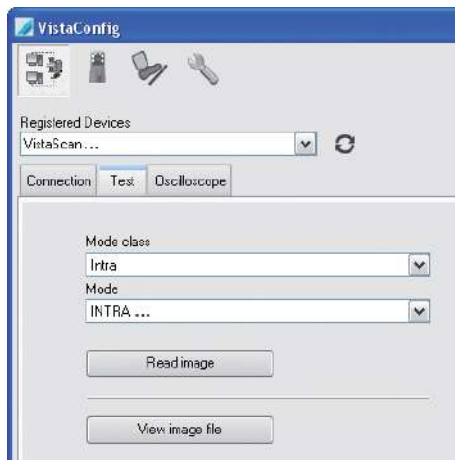 VistaConfig
Registered Devices
VistaScan...
Connection Test Oscilloscope
Mode class
Intra
Mode
INTRA ...
Read image
View image file